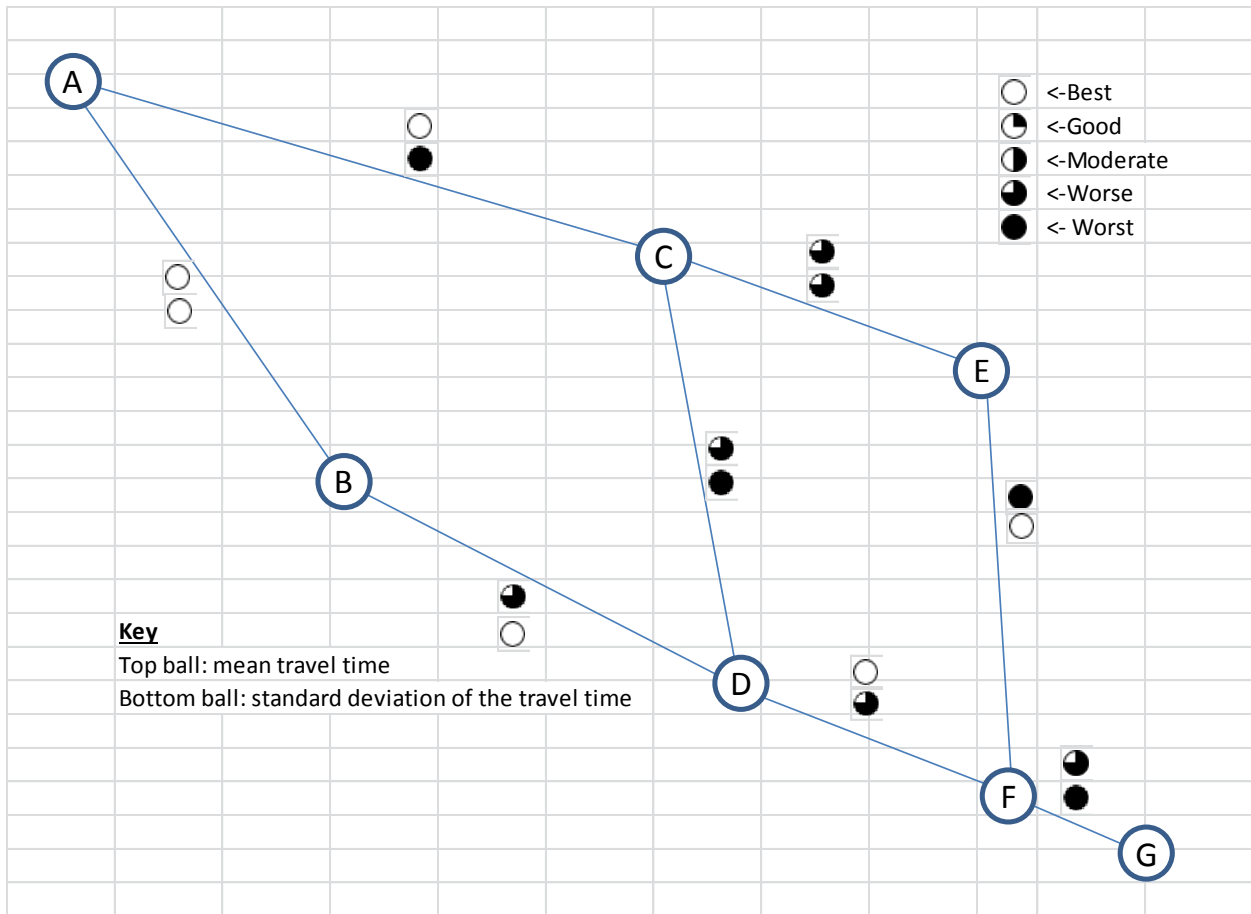 A
<-Best
<-Good
<-Moderate
<-Worse
<- Worst
C
E
B
Key
Top ball: mean travel time
Bottom ball: standard deviation of the travel time
D
F
G